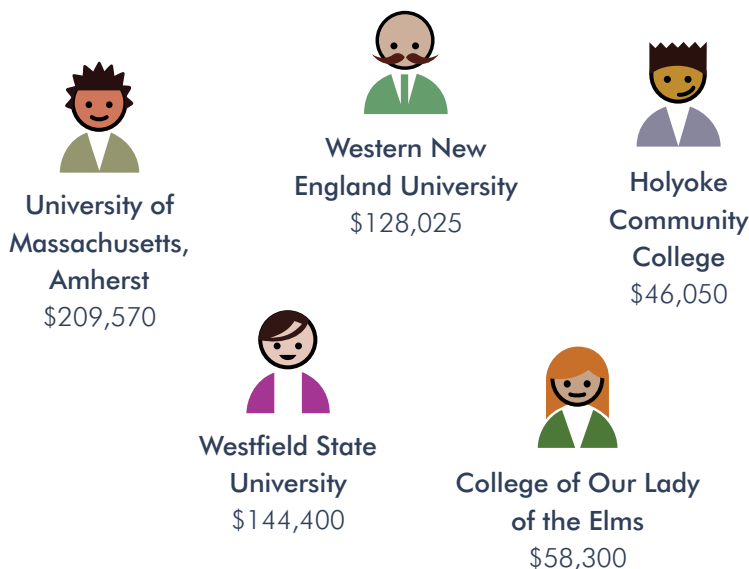 University of
Massachusetts,
Amherst
$209,570
Western New
England University
$128,025
Holyoke
Community
College
$46,050
Westfield State
University
$144,400
College of Our Lady
of the Elms
$58,300